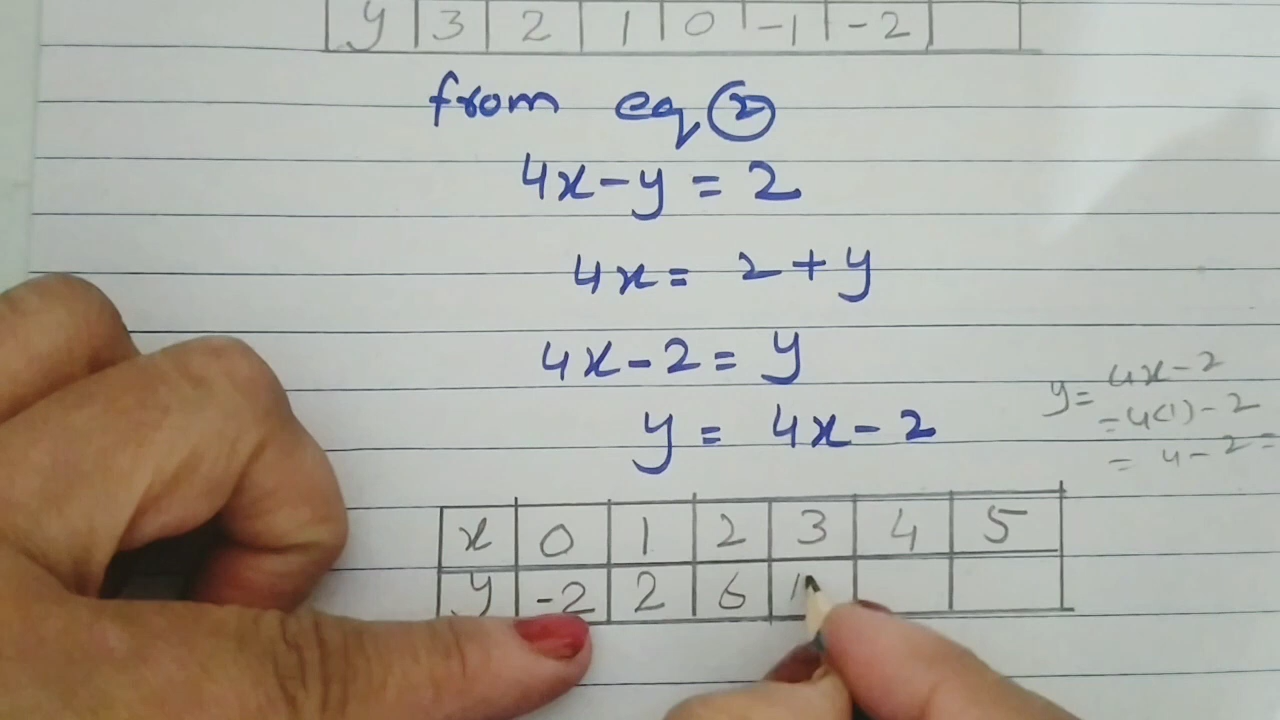 y 3 2 1 0 -1 -2
from eq ②
4x-y = 2
4x = 2+y
4x-2 = y
y = 4x-2
y = 4x-2
= 4(1)-2
= 4-2=
x 0 1 2 3 4 5
y -2 2 6